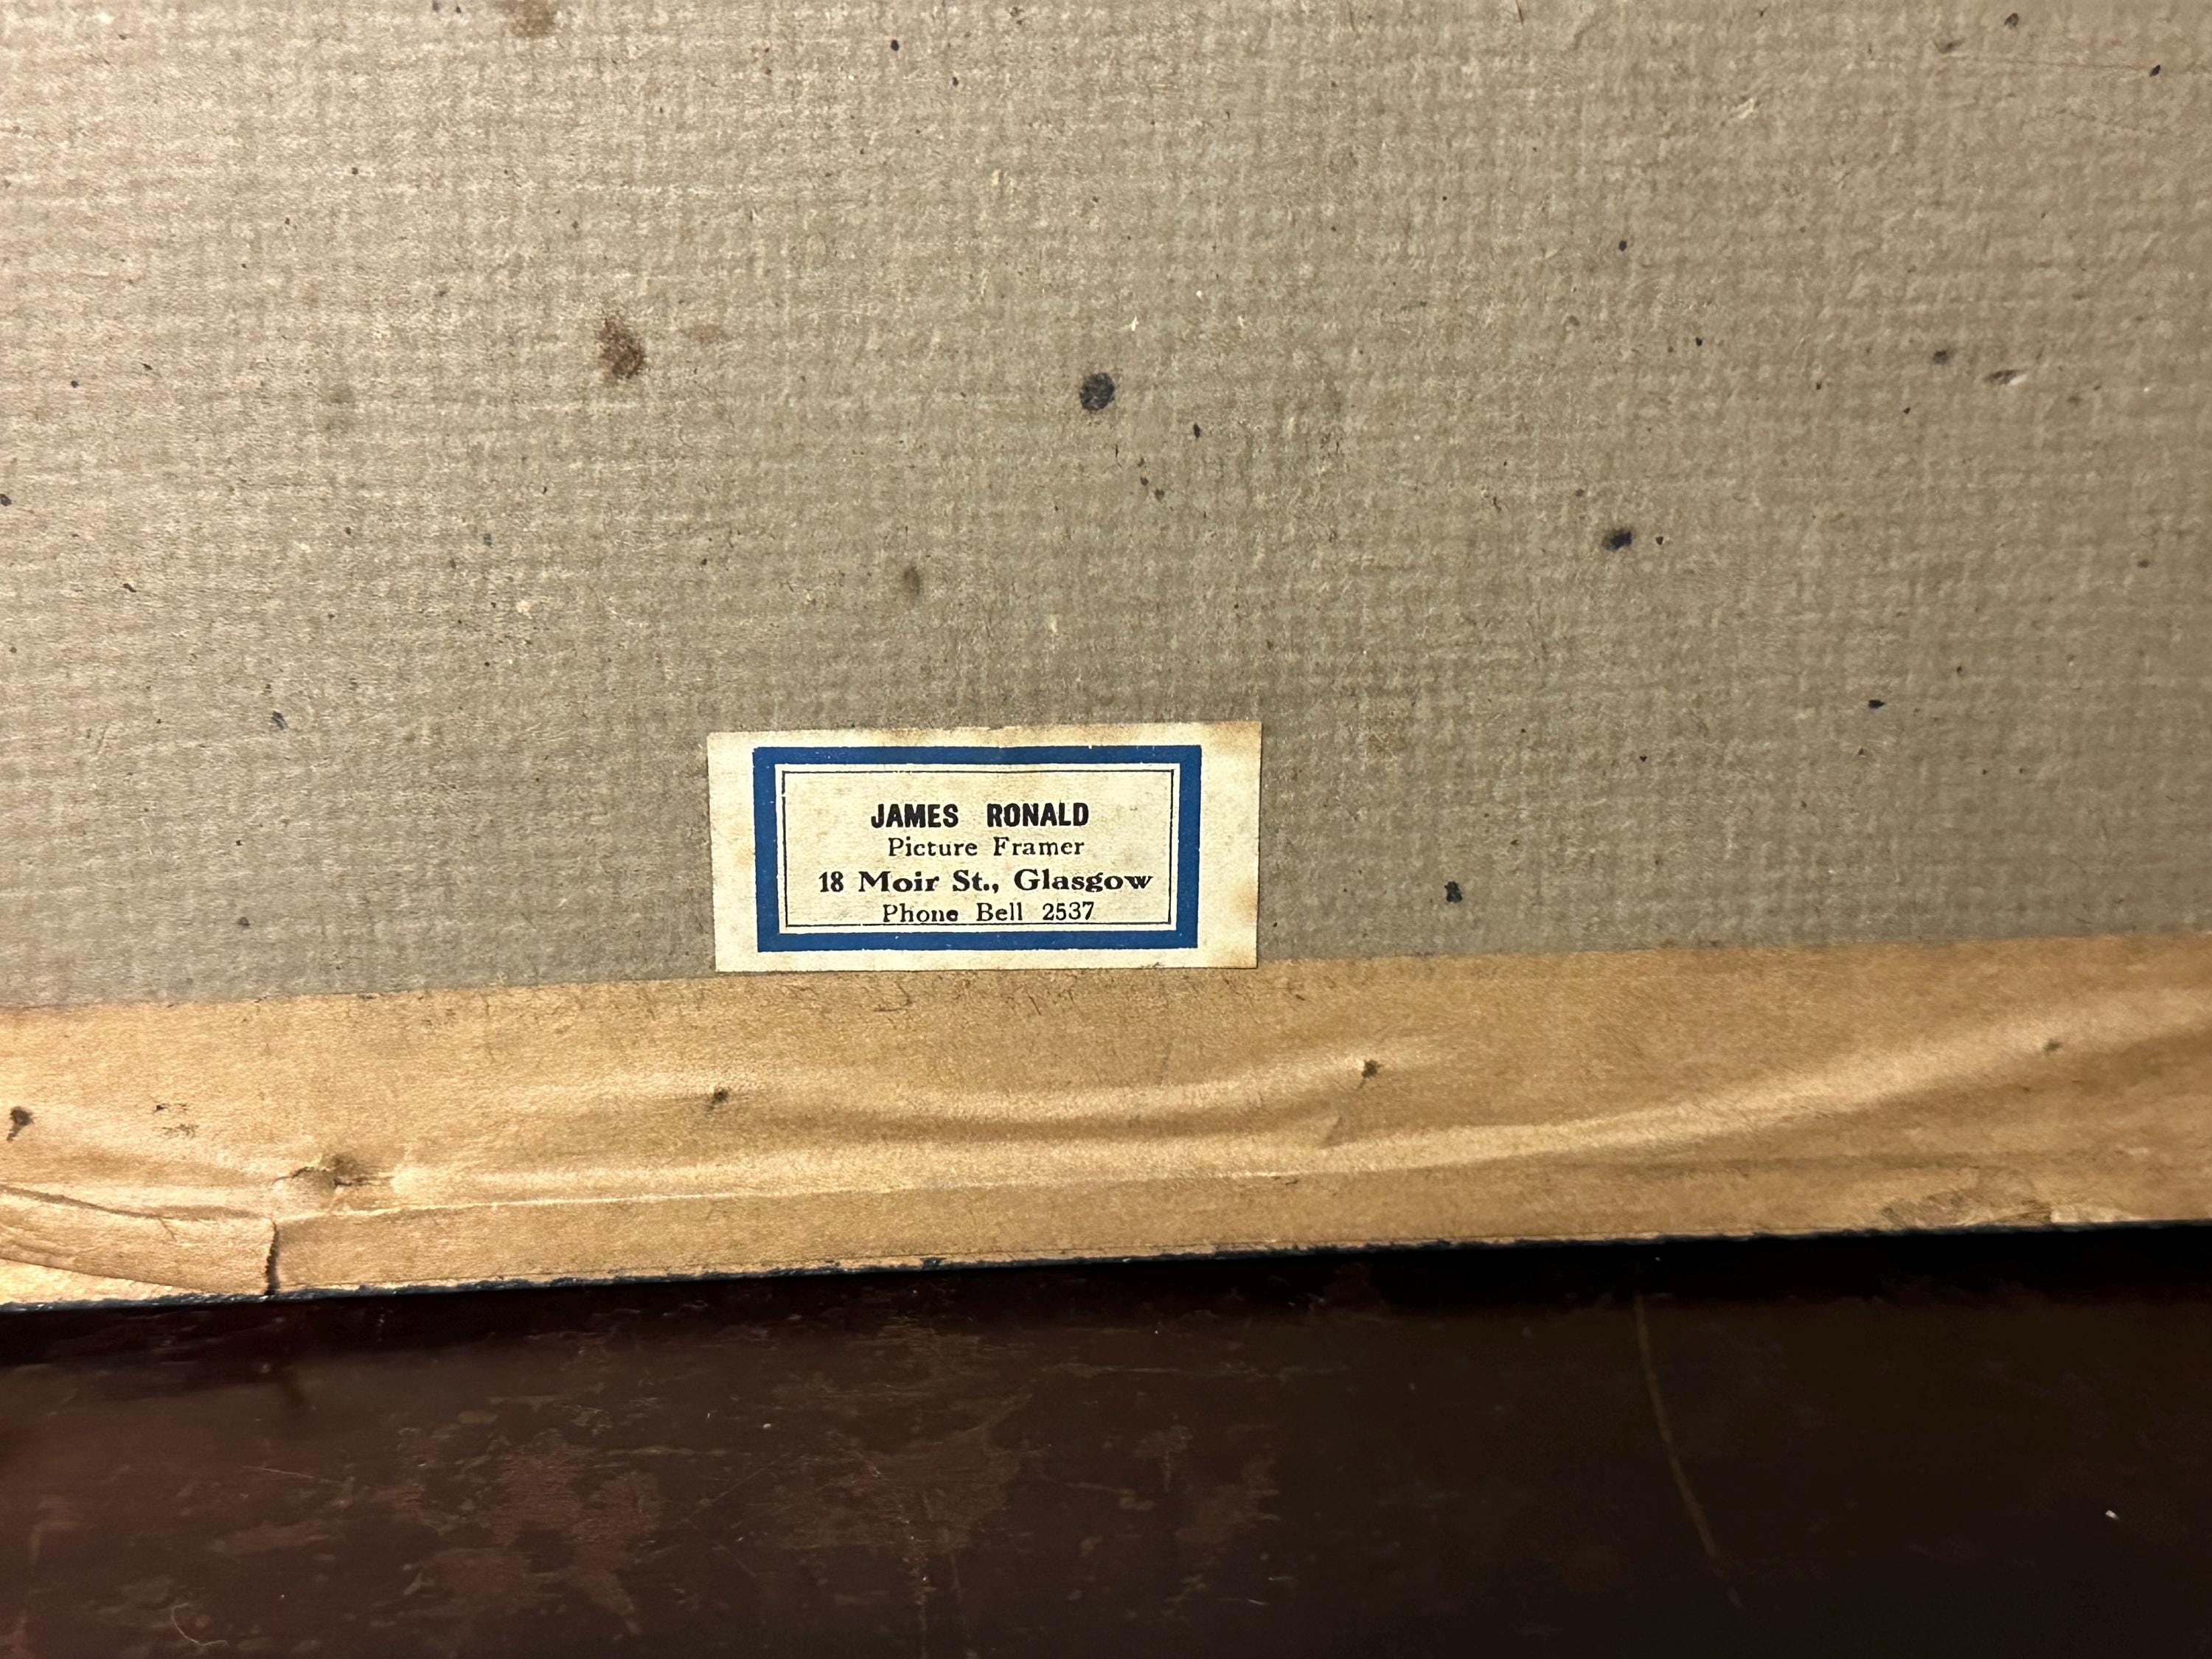 JAMES RONALD
Picture Framer
18 Moir St., Glasgow
Phone Bell 2537